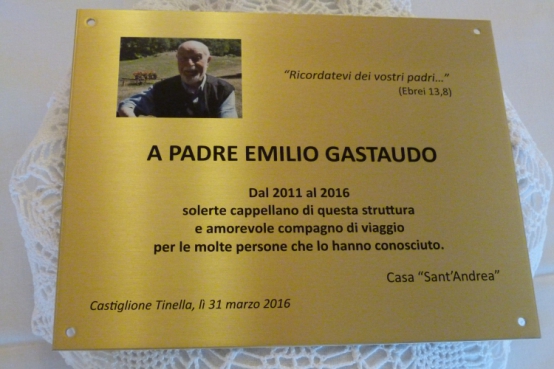 “Ricordatevi dei vostri padri...”
(Ebrei 13,8)
A PADRE EMILIO GASTAUDO
Dal 2011 al 2016
solerte cappellano di questa struttura
e amorevole compagno di viaggio
per le molte persone che lo hanno conosciuto.
Casa “Sant’Andrea”
Castiglione Tinella, lì 31 marzo 2016